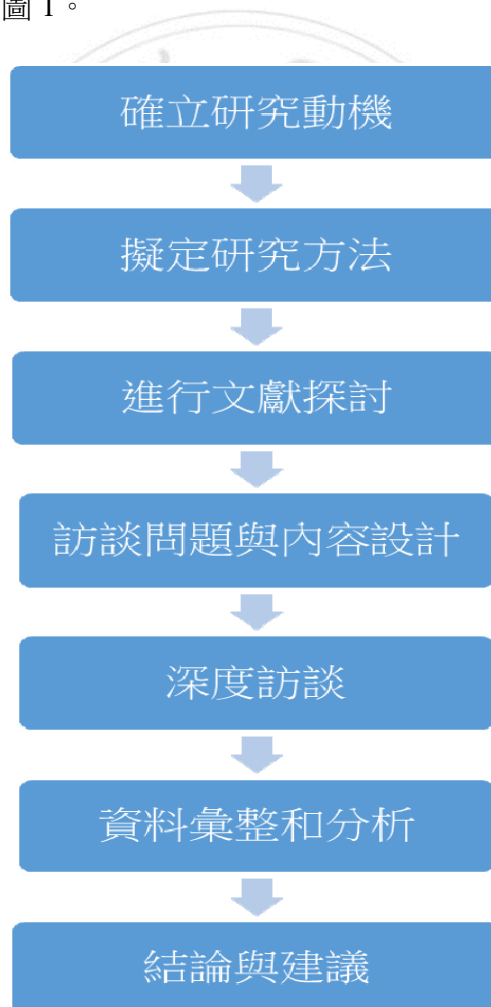 圖 1。
確立研究動機
擬定研究方法
進行文獻探討
訪談問題與內容設計
深度訪談
資料彙整和分析
結論與建議